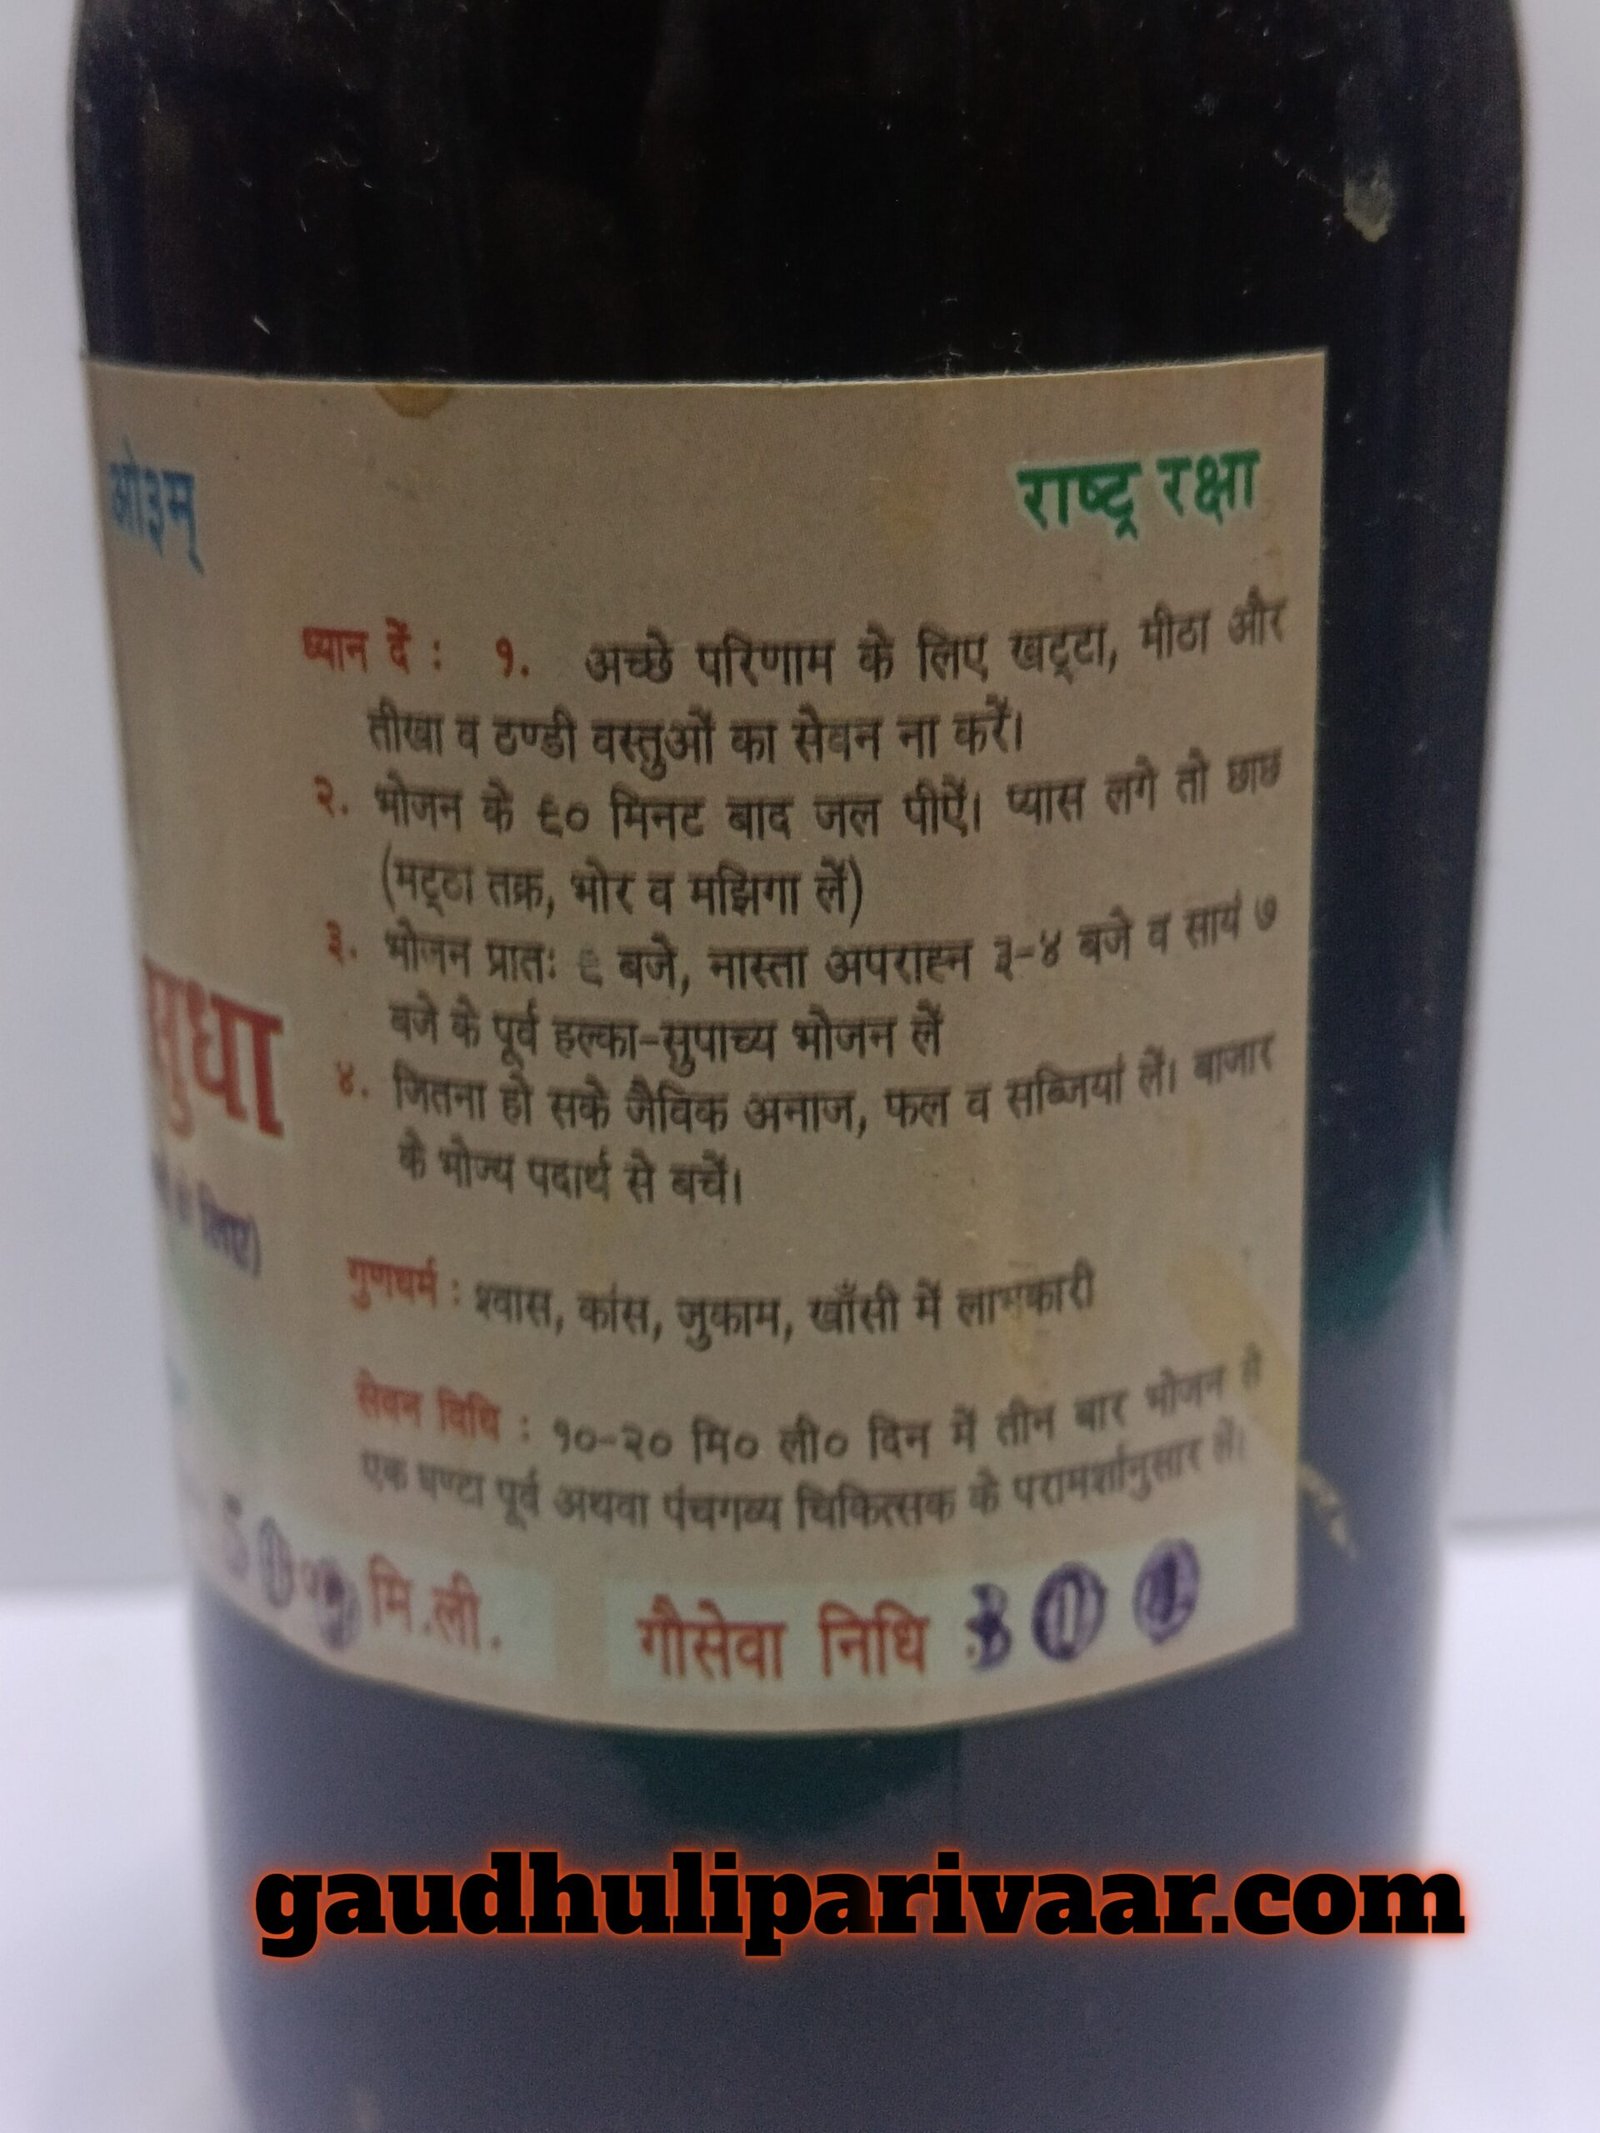 ओ३म्
राष्ट्र रक्षा
ध्यान दें : १. अच्छे परिणाम के लिए खट्टा, मीठा और
तीखा व ठण्डी वस्तुओं का सेवन ना करें।
२. भोजन के ९० मिनट बाद जल पीऐं। प्यास लगे तो छाछ
(मट्ठा तक्र, भोर व मझिगा लें)
३. भोजन प्रातः ९ बजे, नास्ता अपराह्न ३-४ बजे व सायं ७
बजे के पूर्व हल्का-सुपाच्य भोजन लें
४. जितना हो सके जैविक अनाज, फल व सब्जियां लें। बाजार
के भोज्य पदार्थ से बचें।
सुधा
लिए)
गुणधर्म : श्वास, कांस, जुकाम, खाँसी में लाभकारी
सेवन विधि : १०-२० मि० ली० दिन में तीन बार भोजन से
एक घण्टा पूर्व अथवा पंचगव्य चिकित्सक के परामर्शानुसार लें।
मि.ली.
गौसेवा निधि
gaudhuliparivaar.com